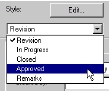 Style: Edit...
Revision
Revision
In Progress
Closed
Approved
Remarks